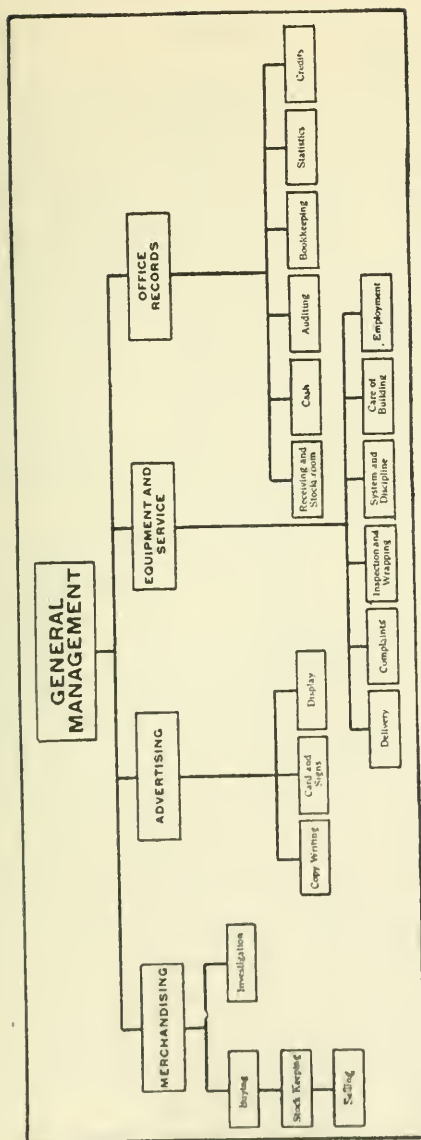 GENERAL
MANAGEMENT
MERCHANDISING
ADVERTISING
EQUIPMENT AND
SERVICE
OFFICE
RECORDS
Buying
Investigation
Stock Keeping
Selling
Copy Writing
Card and
Signs
Display
Receiving and
Stock-room
Cash
Auditing
Bookkeeping
Statistics
Credits
Delivery
Complaints
Inspection and
Wrapping
System and
Discipline
Care of
Building
Employment